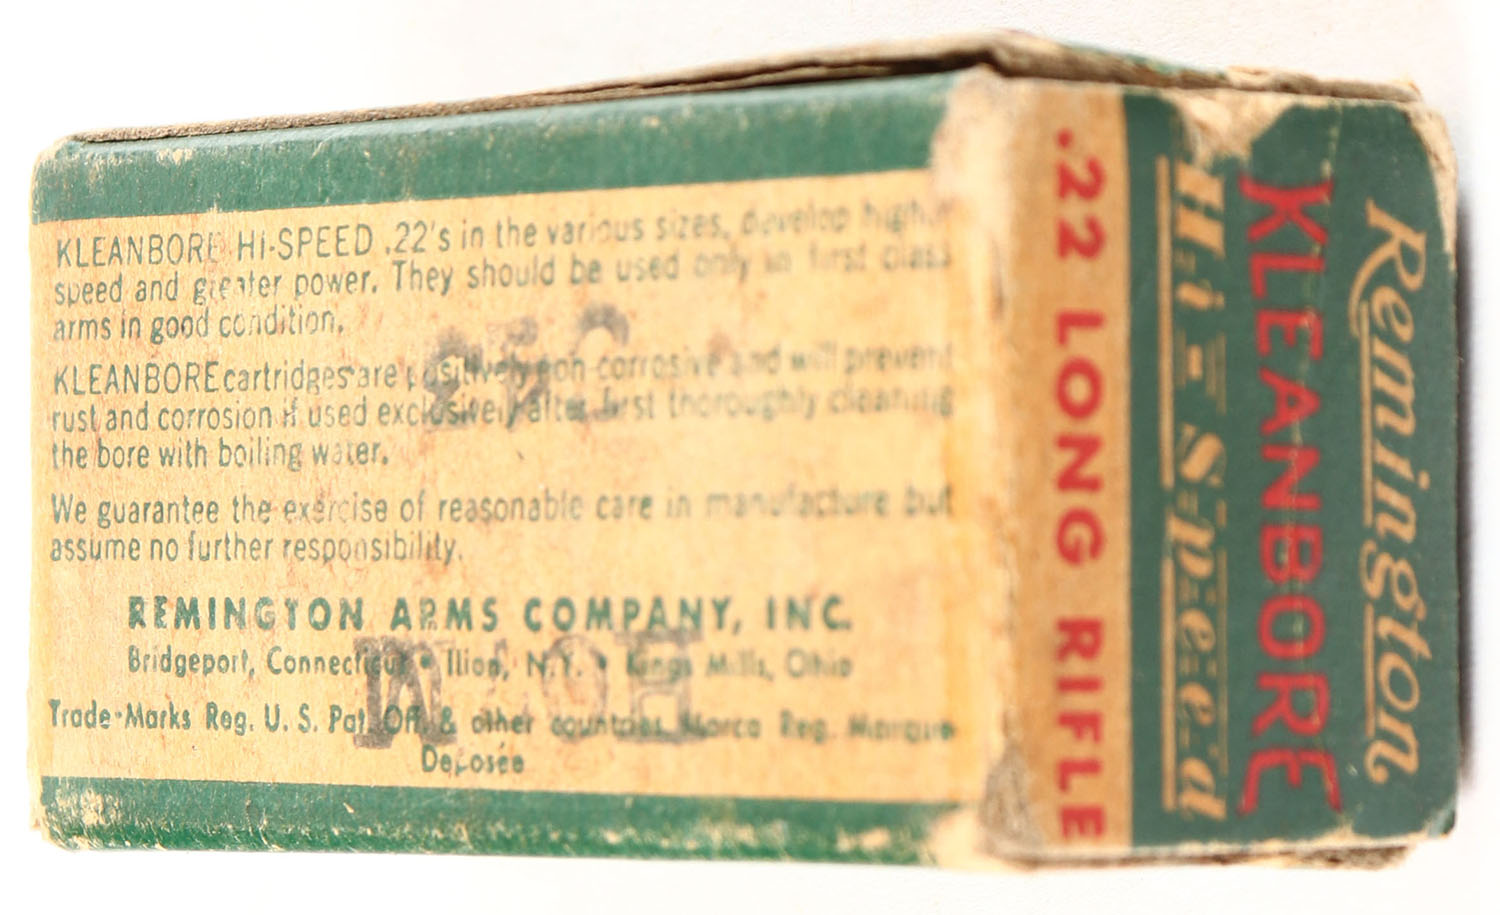 KLEANBORE HI-SPEED .22's in the various sizes, develop higher
speed and greater power. They should be used only in first class
arms in good condition.
KLEANBORE cartridges are positively non-corrosive and will prevent
rust and corrosion if used exclusively after first thoroughly cleaning
the bore with boiling water.
We guarantee the exercise of reasonable care in manufacture but
assume no further responsibility.
REMINGTON ARMS COMPANY, INC.
Bridgeport, Connecticut • Ilion, N.Y. • Kings Mills, Ohio
Trade-Marks Reg. U. S. Pat. Off. & other countries Marca Reg. Marque
Deposée
Remington
KLEANBORE
Hi-Speed
.22 LONG RIFLE